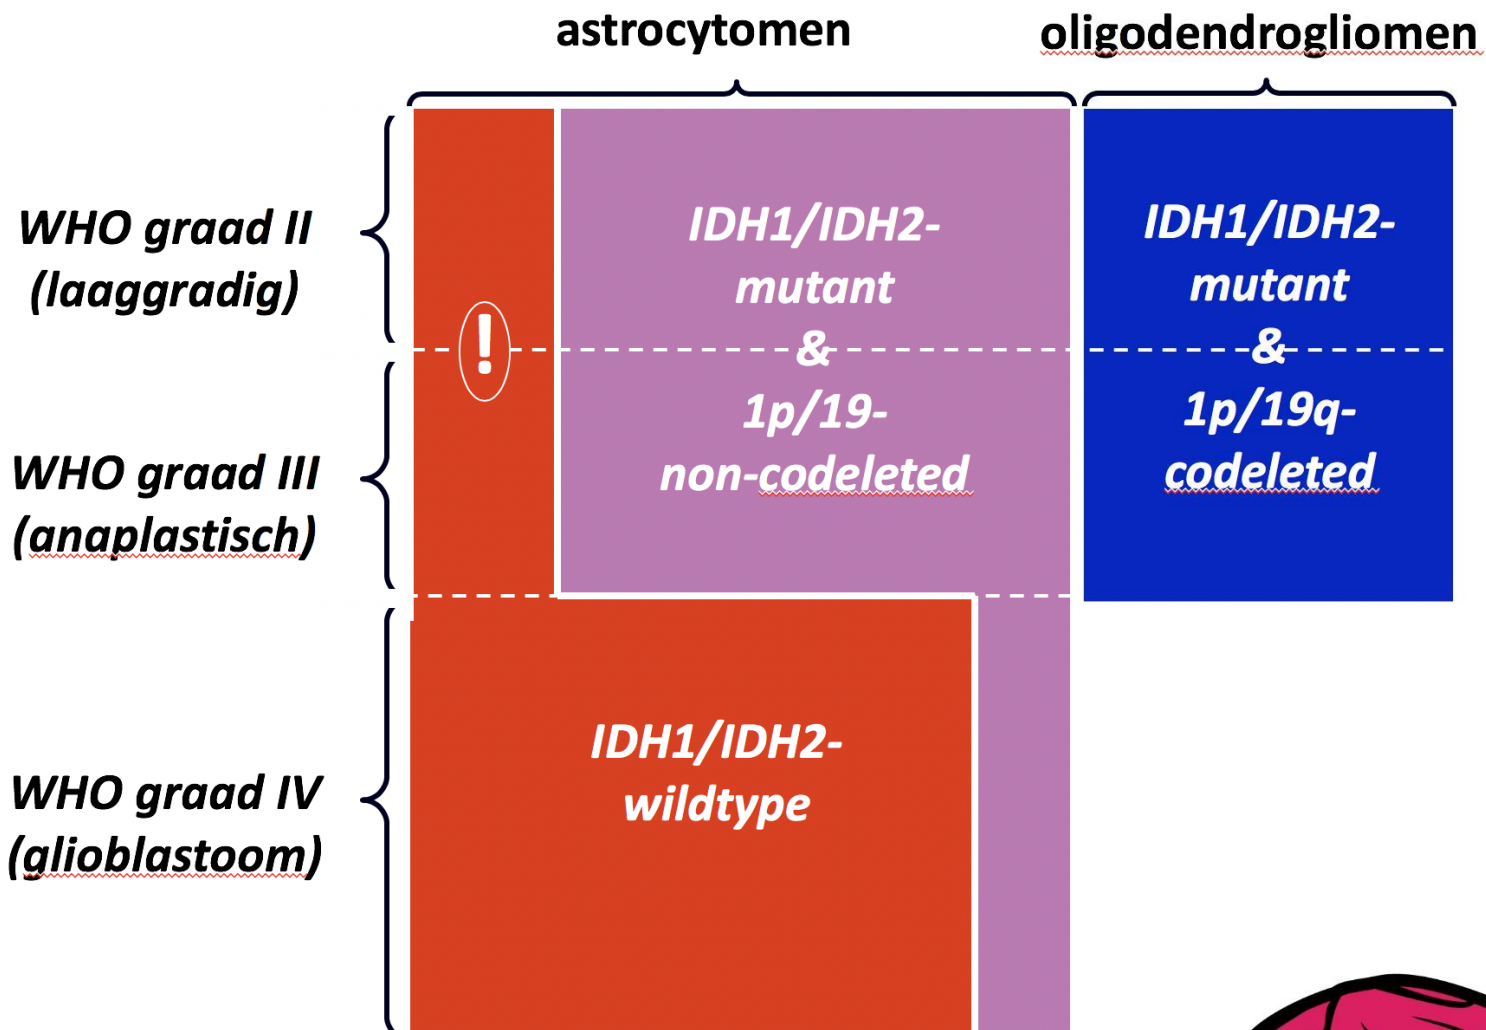 astrocytomen
oligodendrogliomen
WHO graad II
(laaggradig)
WHO graad III
(anaplastisch)
WHO graad IV
(glioblastoom)
!
IDH1/IDH2-
mutant
&
1p/19-
non-codeleted
IDH1/IDH2-
mutant
&
1p/19q-
codeleted
IDH1/IDH2-
wildtype